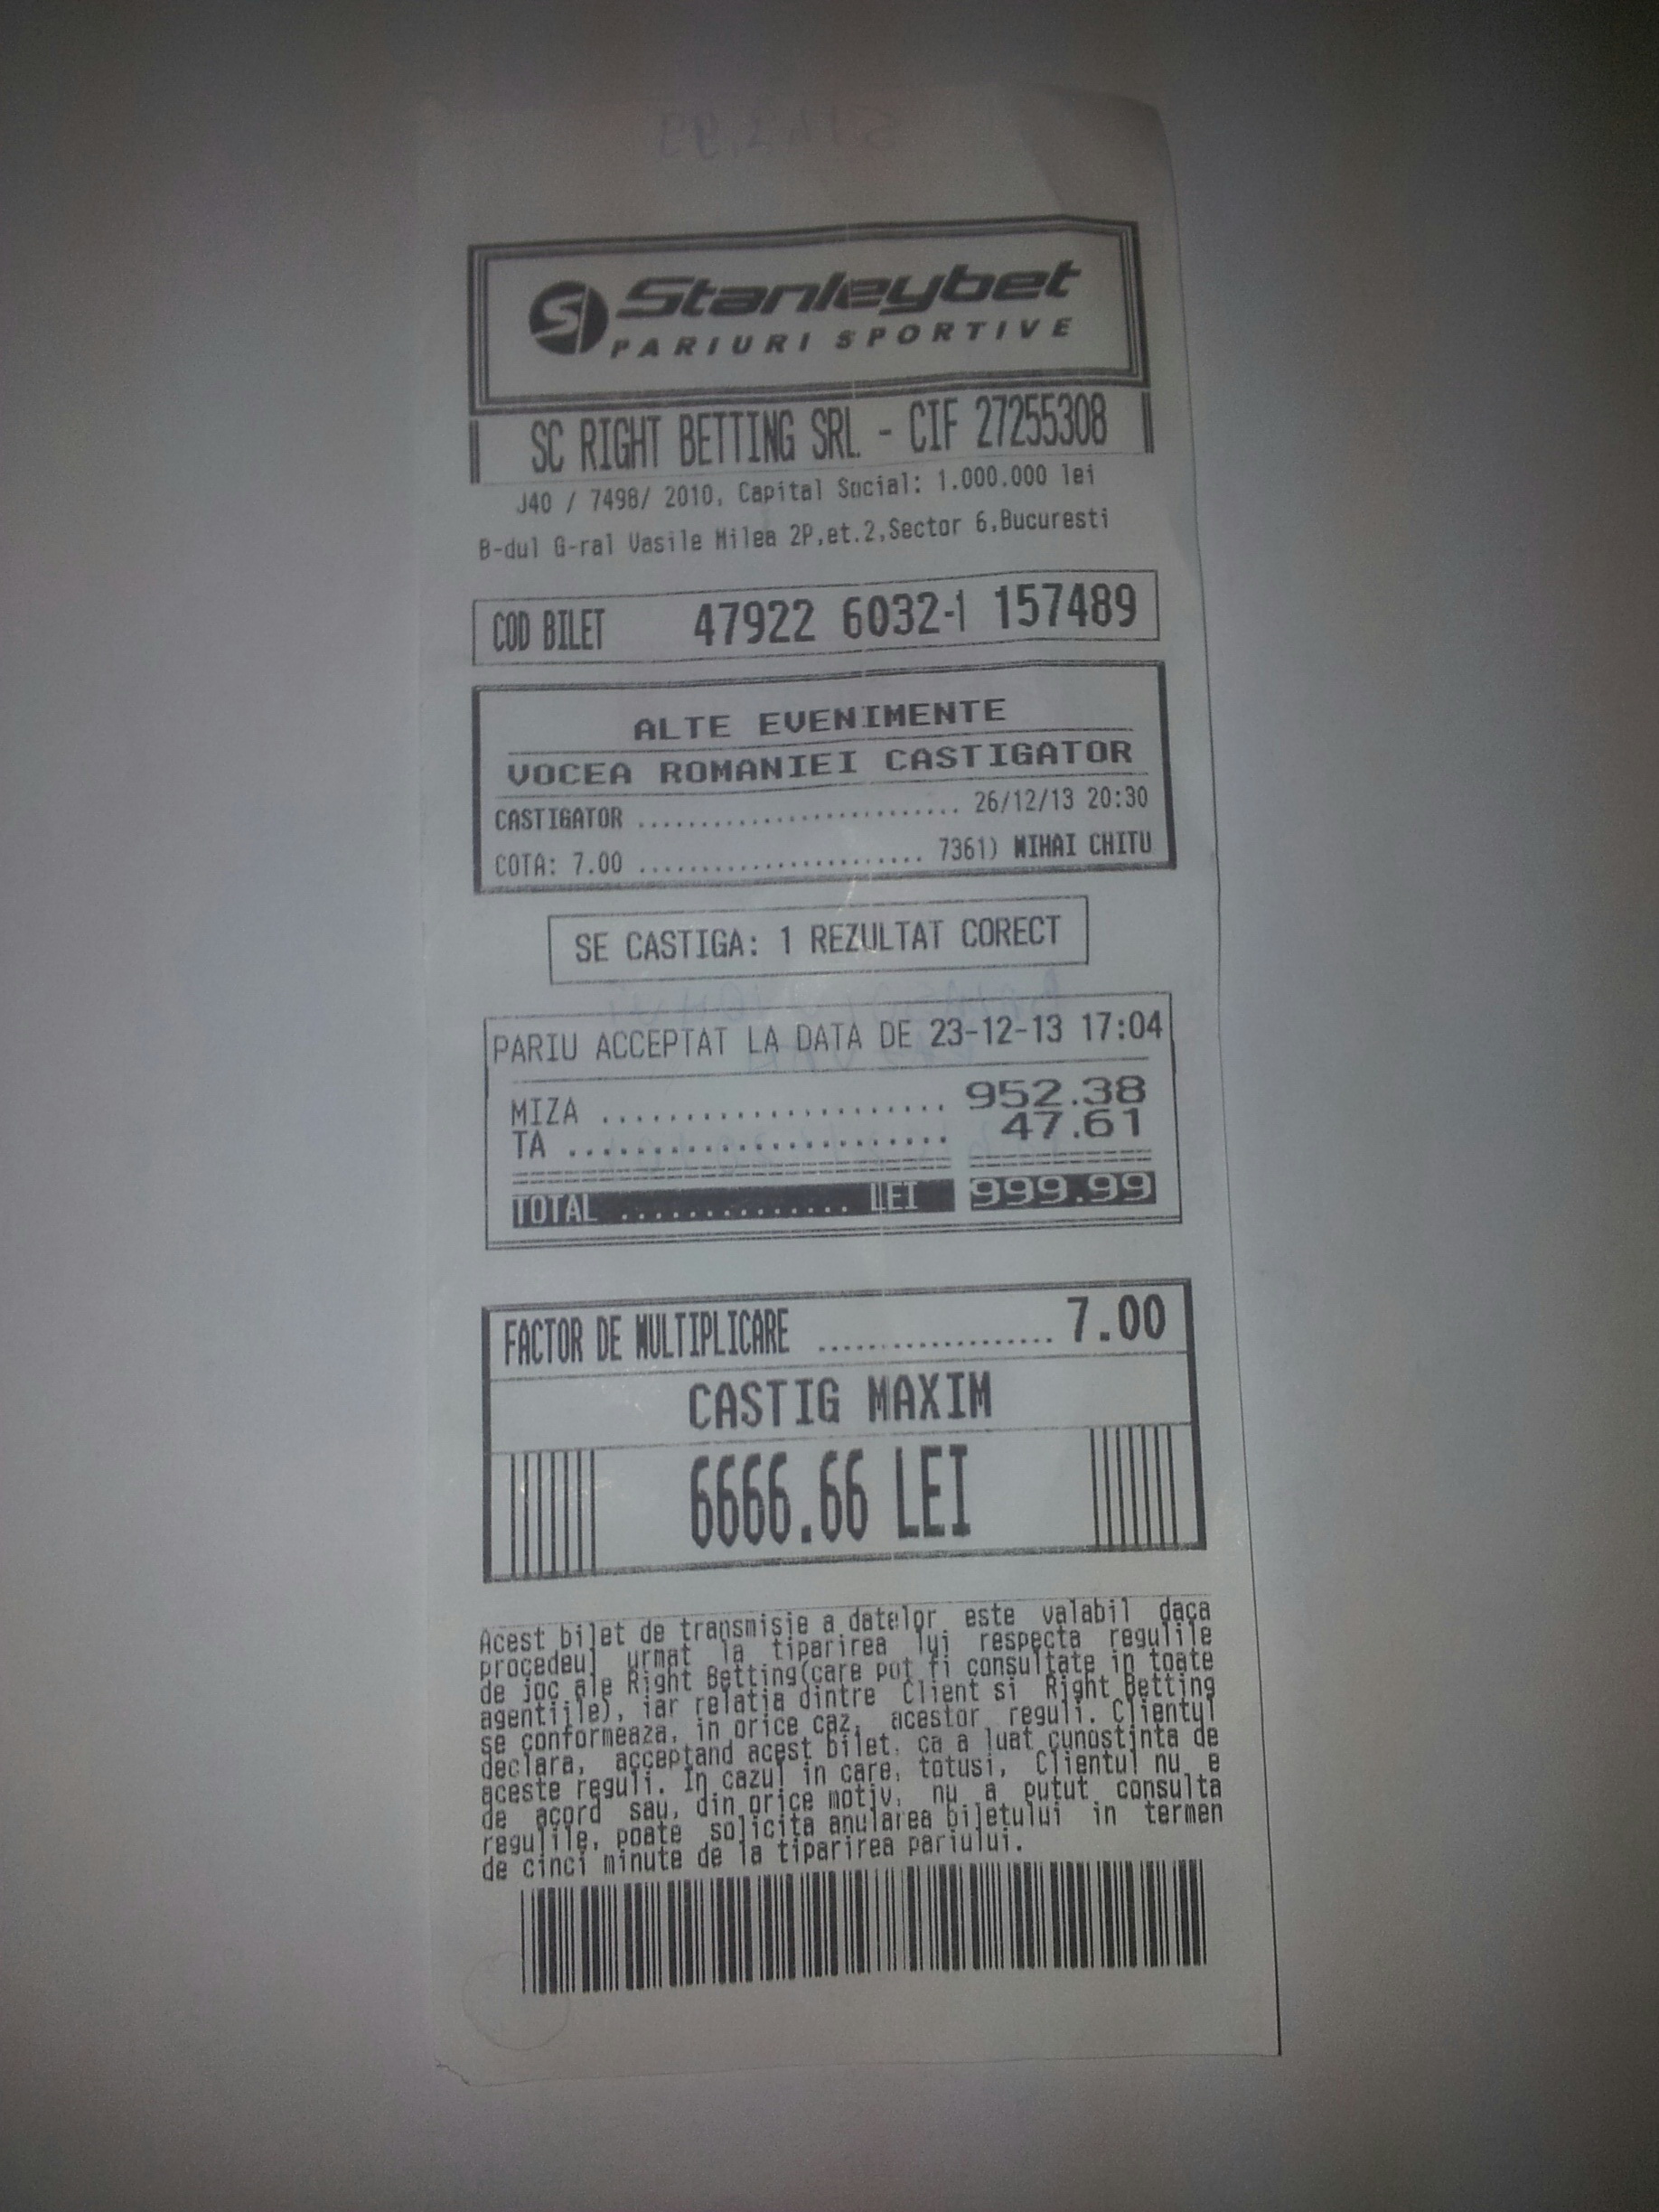 Stanleybet
PARIURI SPORTIVE
SC RIGHT BETTING SRL - CIF 27255308
J40 / 7498/ 2010, Capital Social: 1.000.000 lei
B-dul G-ral Vasile Milea 2P,et.2,Sector 6,Bucuresti
COD BILET 47922 6032-1 157489
ALTE EVENIMENTE
VOCEA ROMANIEI CASTIGATOR
CASTIGATOR ........................... 26/12/13 20:30
COTA: 7.00 ........................ 7361) MIHAI CHITU
SE CASTIGA: 1 REZULTAT CORECT
PARIU ACCEPTAT LA DATA DE 23-12-13 17:04
MIZA ...................... 952.38
TA ........................ 47.61
TOTAL .............. LEI 999.99
FACTOR DE MULTIPLICARE ................. 7.00
CASTIG MAXIM
6666.66 LEI
Acest bilet de transmisie a datelor este valabil daca
procedeul urmat la tiparirea lui respecta regulile
de joc ale Right Betting(care pot fi consultate in toate
agentiile), iar relatia dintre Client si Right Betting
se conformeaza, in orice caz, acestor reguli. Clientul
declara, acceptand acest bilet, ca a luat cunostinta de
aceste reguli. In cazul in care, totusi, Clientul nu e
de acord sau, din orice motiv, nu a putut consulta
regulile, poate solicita anularea biletului in termen
de cinci minute de la tiparirea pariului.